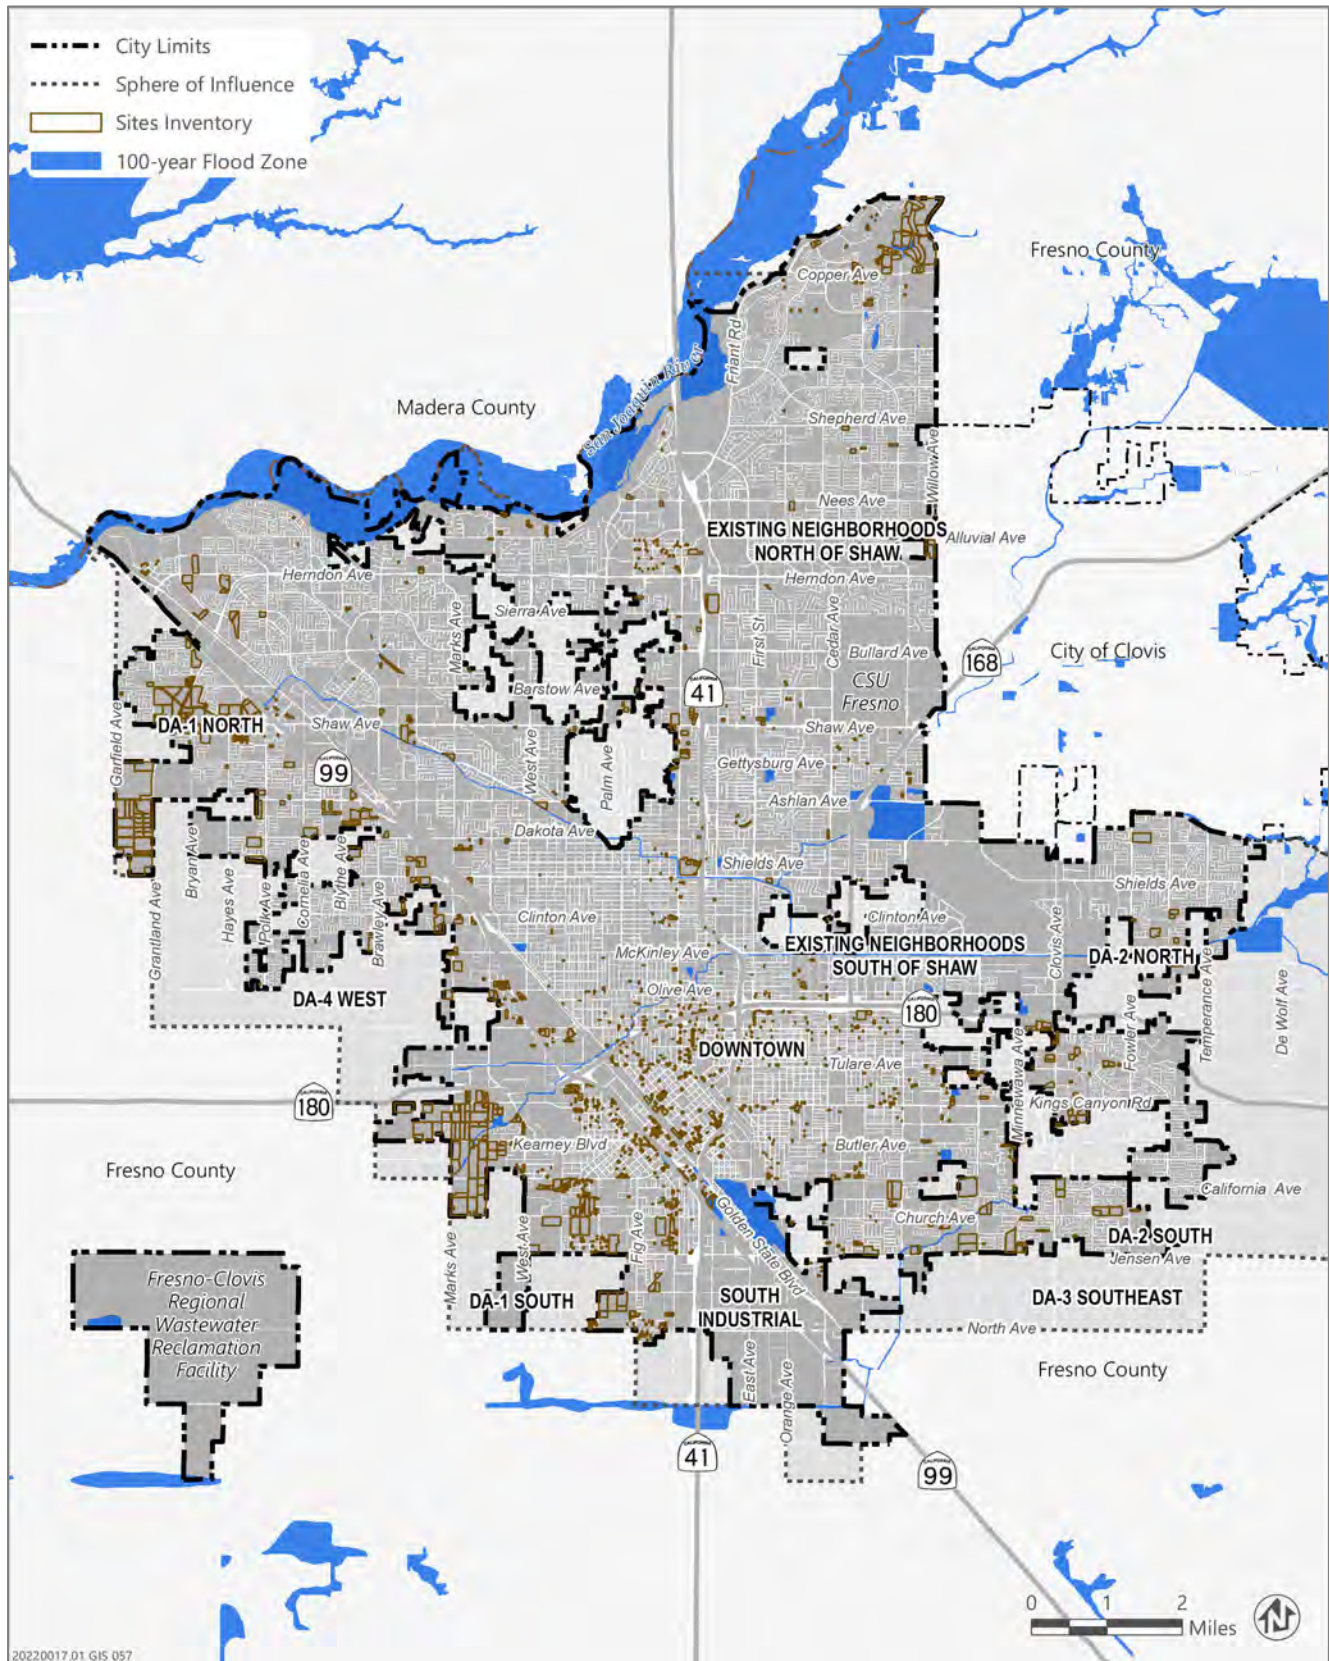 City Limits
Sphere of Influence
Sites Inventory
100-year Flood Zone
Fresno County
Copper Ave
Friant Rd
San Joaquin River
Madera County
Shepherd Ave
Willow Ave
Nees Ave
EXISTING NEIGHBORHOODS
NORTH OF SHAW
Alluvial Ave
Herndon Ave
Herndon Ave
Sierra Ave
Marks Ave
First St
Cedar Ave
Bullard Ave
CALIFORNIA
168
City of Clovis
Barstow Ave
CALIFORNIA
41
CSU
Fresno
DA-1 NORTH
Shaw Ave
Shaw Ave
Garfield Ave
CALIFORNIA
99
West Ave
Palm Ave
Gettysburg Ave
Ashlan Ave
Dakota Ave
Shields Ave
Shields Ave
Bryan Ave
Hayes Ave
Polk Ave
Cornelia Ave
Blythe Ave
Brawley Ave
Grantland Ave
Clinton Ave
Clinton Ave
McKinley Ave
EXISTING NEIGHBORHOODS
SOUTH OF SHAW
Clovis Ave
DA-2 NORTH
Temperance Ave
De Wolf Ave
DA-4 WEST
Olive Ave
CALIFORNIA
180
DOWNTOWN
Tulare Ave
Minnewawa Ave
Fowler Ave
CALIFORNIA
180
Kings Canyon Rd
Kearney Blvd
Butler Ave
Fresno County
California Ave
Church Ave
Marks Ave
West Ave
Fig Ave
Golden State Blvd
DA-2 SOUTH
Jensen Ave
Fresno-Clovis
Regional
Wastewater
Reclamation
Facility
DA-1 SOUTH
SOUTH
INDUSTRIAL
DA-3 SOUTHEAST
North Ave
East Ave
Orange Ave
Fresno County
CALIFORNIA
41
CALIFORNIA
99
0 1 2
Miles
N
20220017.01 GIS 057